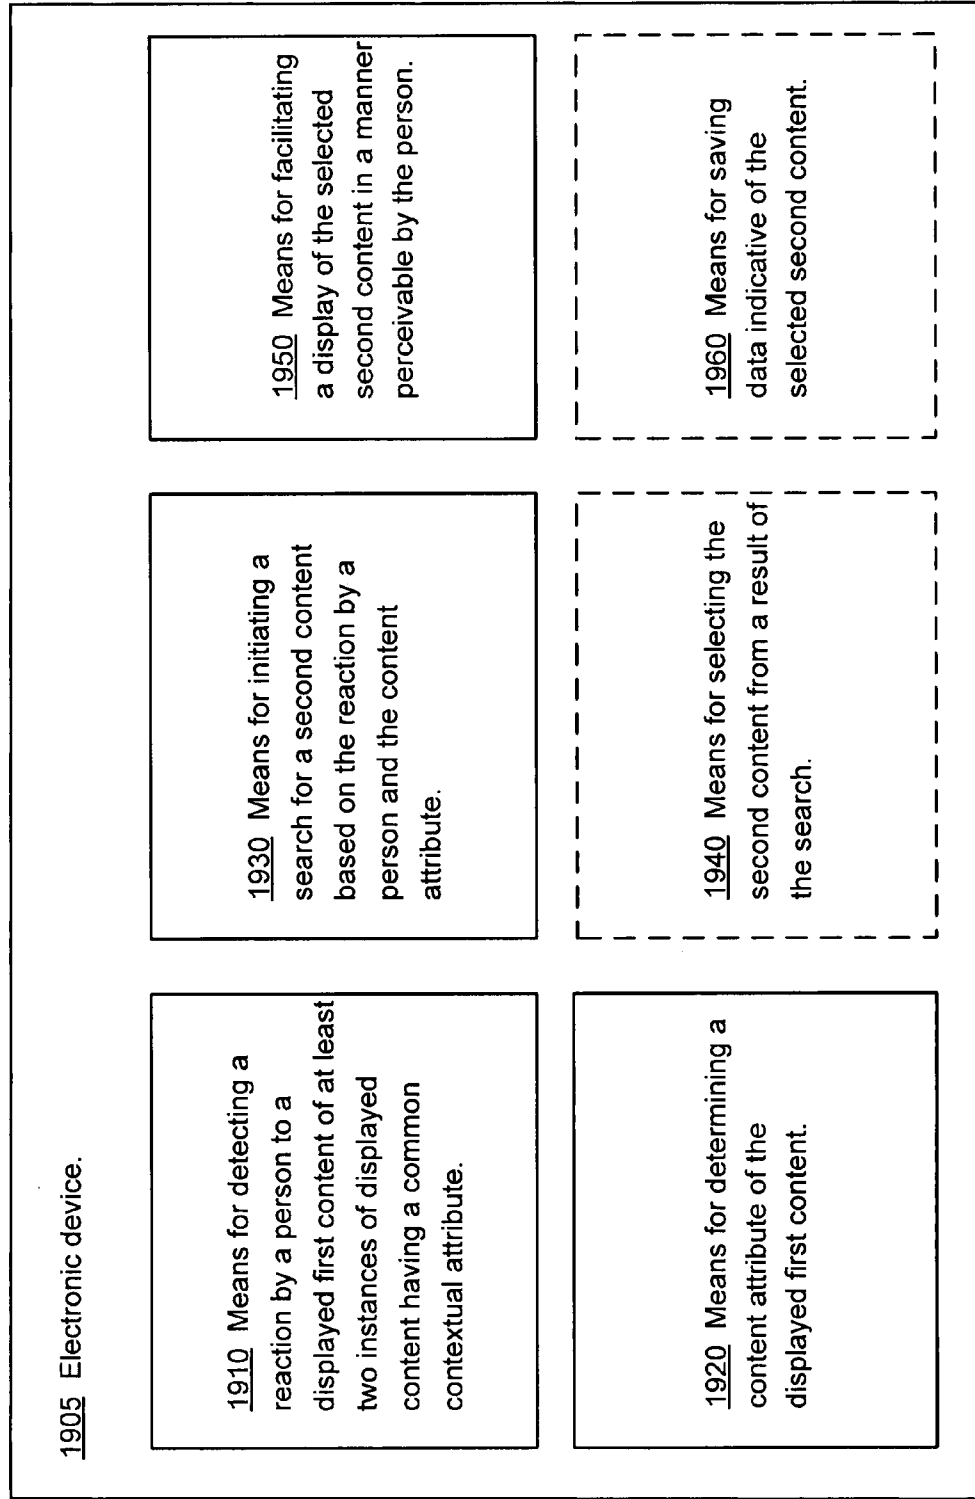 1905 Electronic device.
1910 Means for detecting a
reaction by a person to a
displayed first content of at least
two instances of displayed
content having a common
contextual attribute.
1920 Means for determining a
content attribute of the
displayed first content.
1930 Means for initiating a
search for a second content
based on the reaction by a
person and the content
attribute.
1940 Means for selecting the
second content from a result of
the search.
1950 Means for facilitating
a display of the selected
second content in a manner
perceivable by the person.
1960 Means for saving
data indicative of the
selected second content.